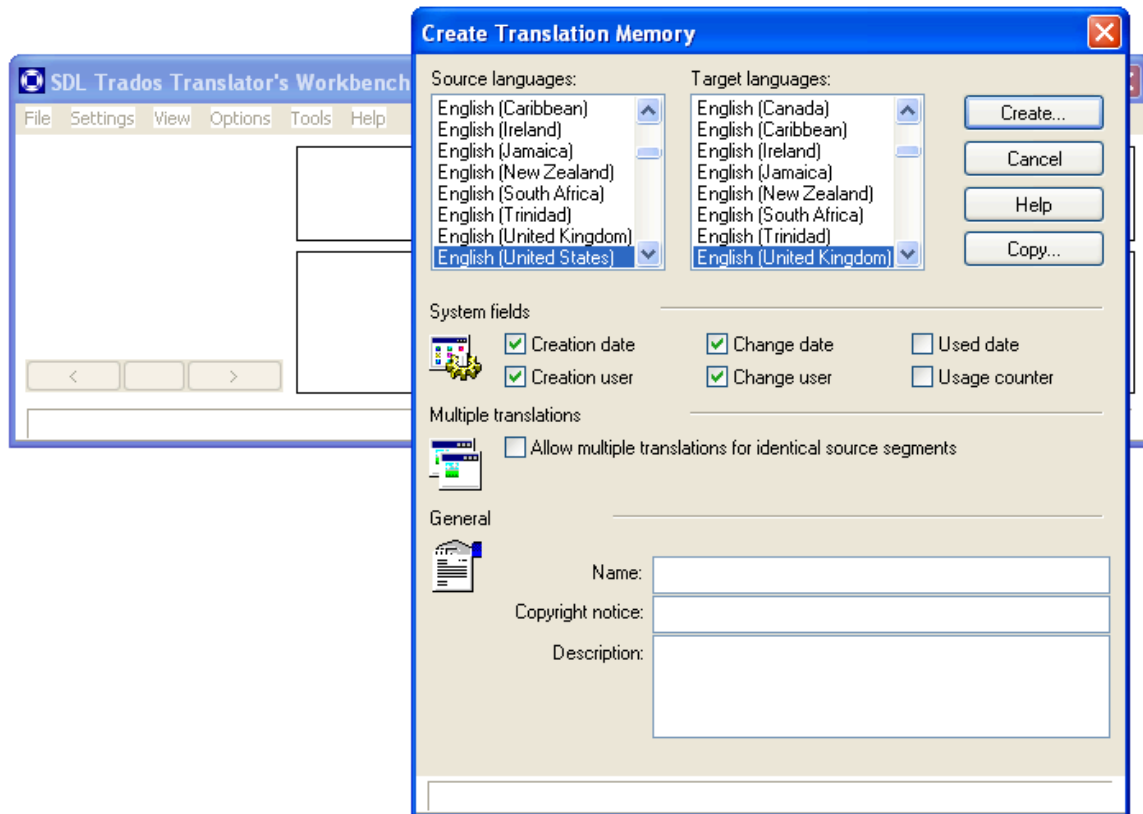 Create Translation Memory
SDL Trados Translator's Workbench
File Settings View Options Tools Help
< >
Source languages:
English (Caribbean)
English (Ireland)
English (Jamaica)
English (New Zealand)
English (South Africa)
English (Trinidad)
English (United Kingdom)
English (United States)
Target languages:
English (Canada)
English (Caribbean)
English (Ireland)
English (Jamaica)
English (New Zealand)
English (South Africa)
English (Trinidad)
English (United Kingdom)
Create...
Cancel
Help
Copy...
System fields
Creation date Change date Used date
Creation user Change user Usage counter
Multiple translations
Allow multiple translations for identical source segments
General
Name:
Copyright notice:
Description: